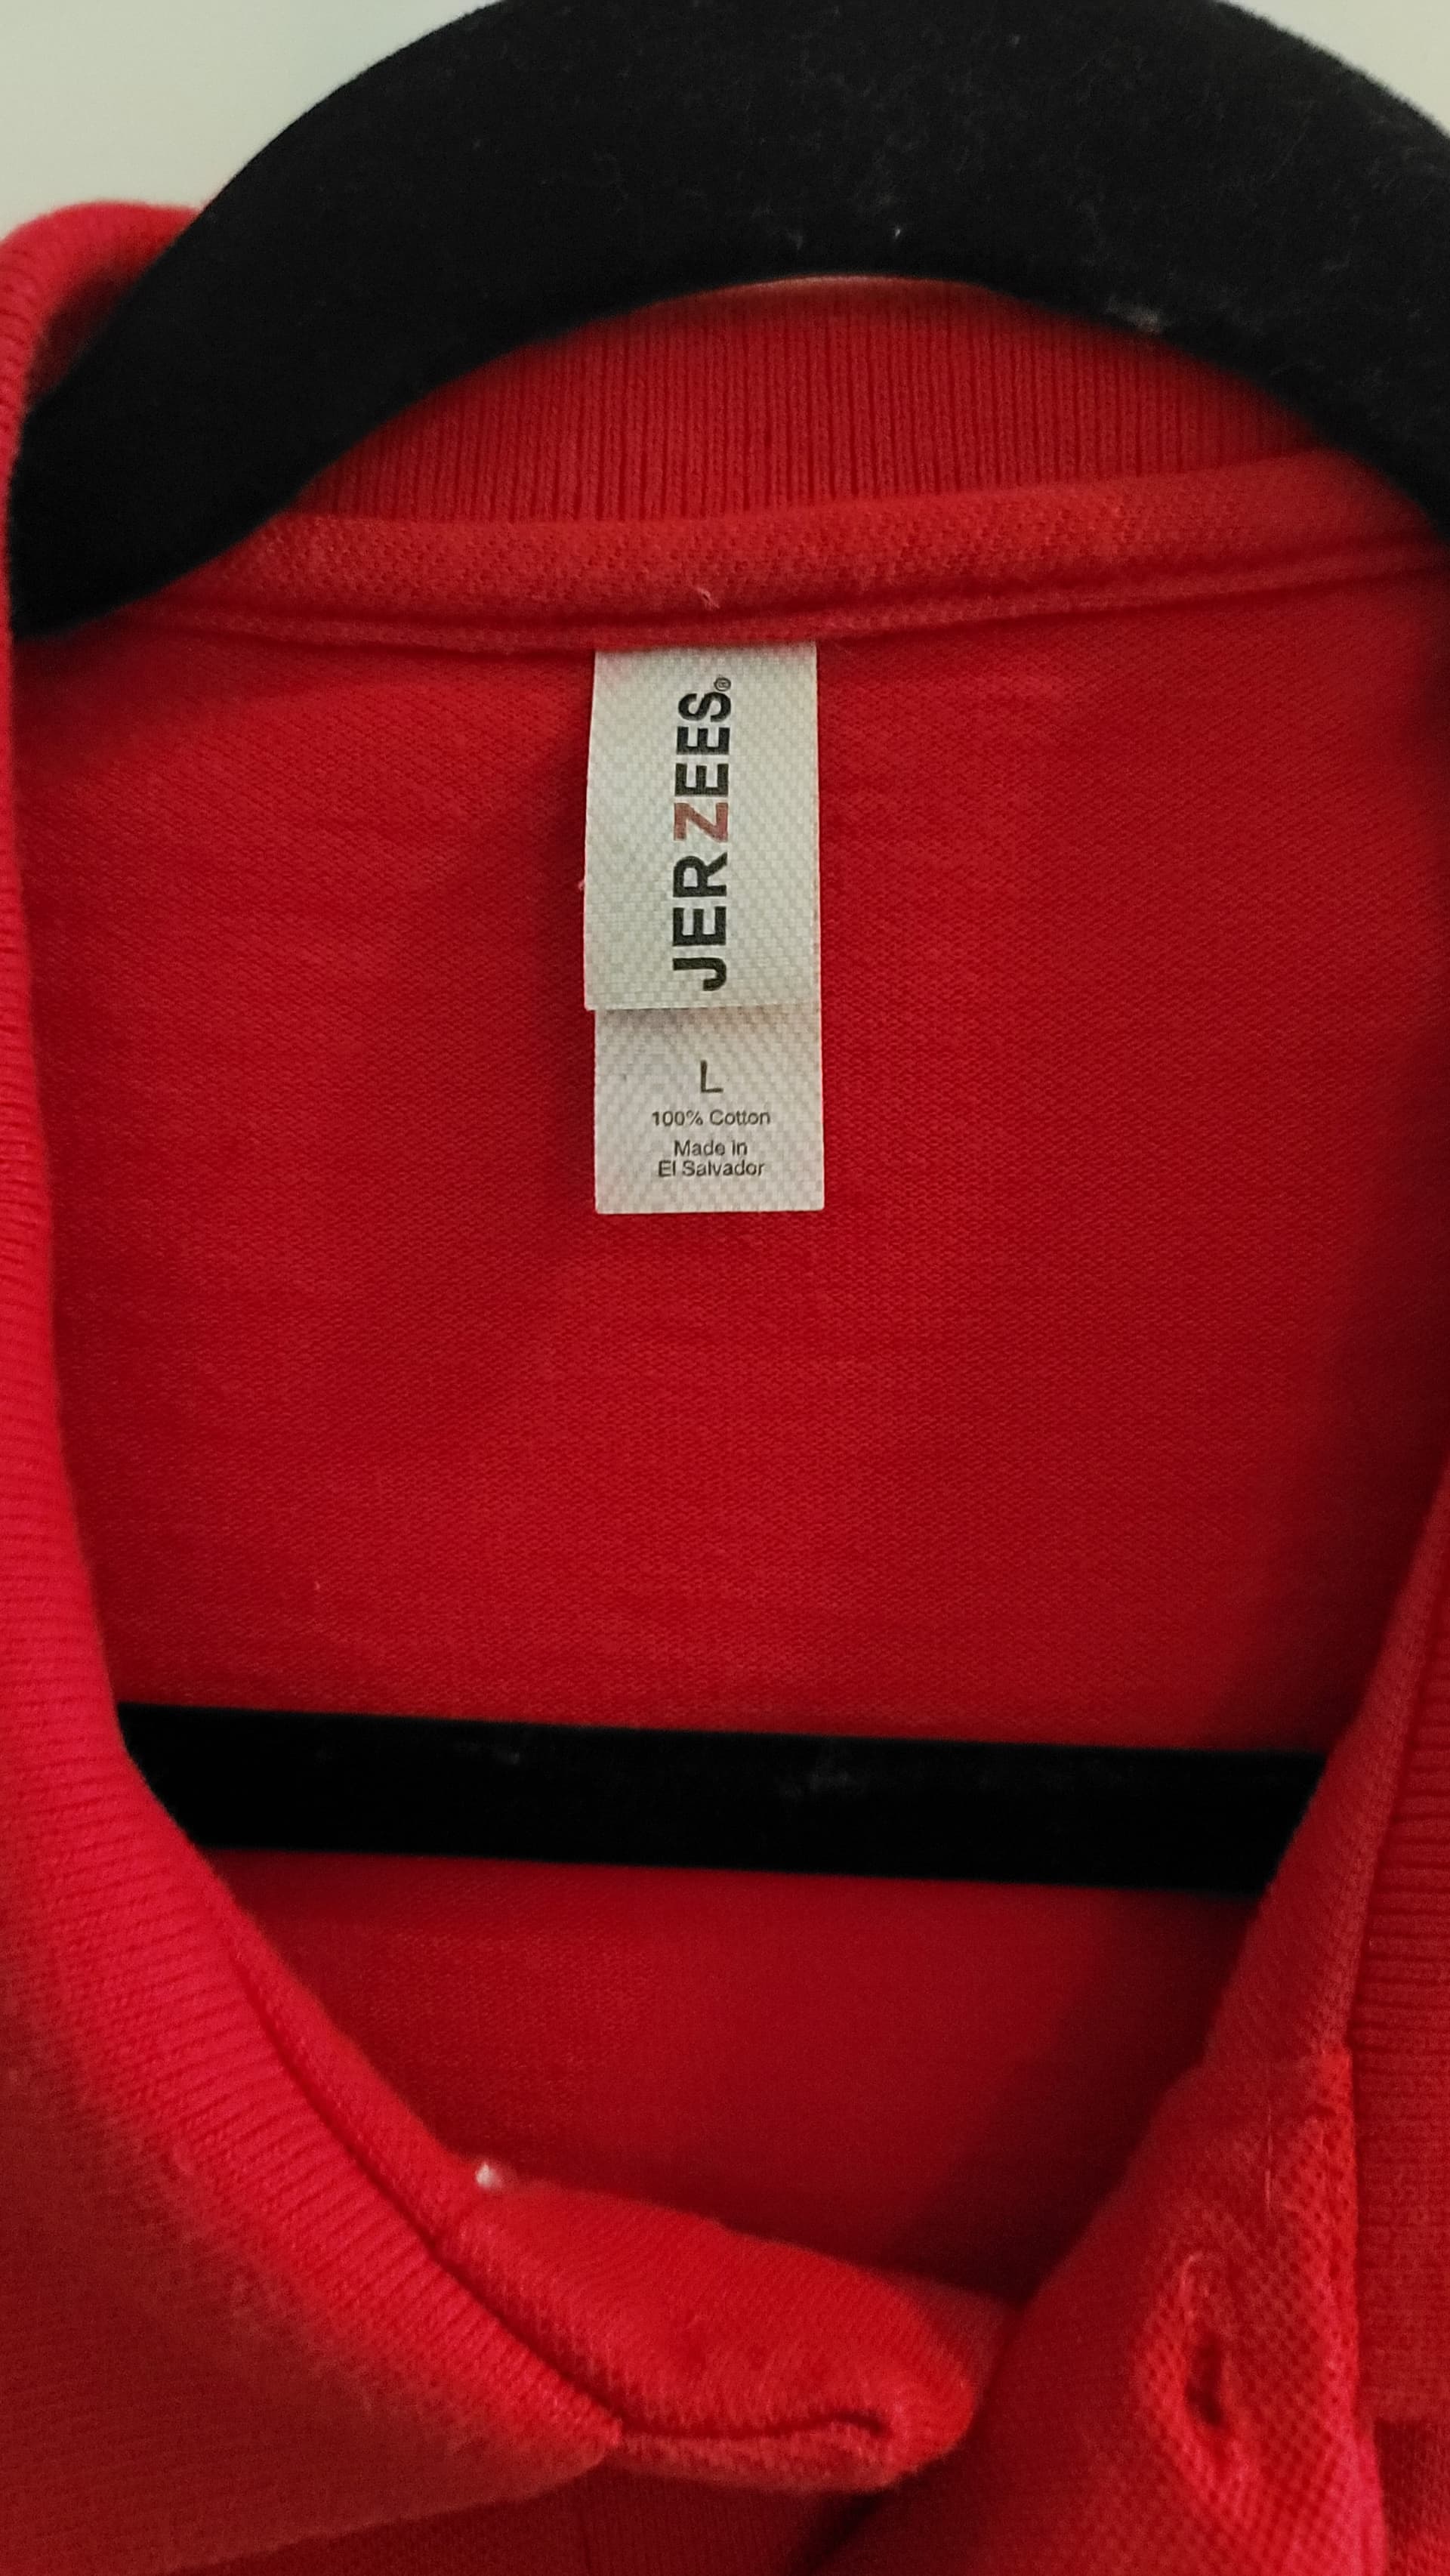 JERZEES®
L
100% Cotton
Made in
El Salvador